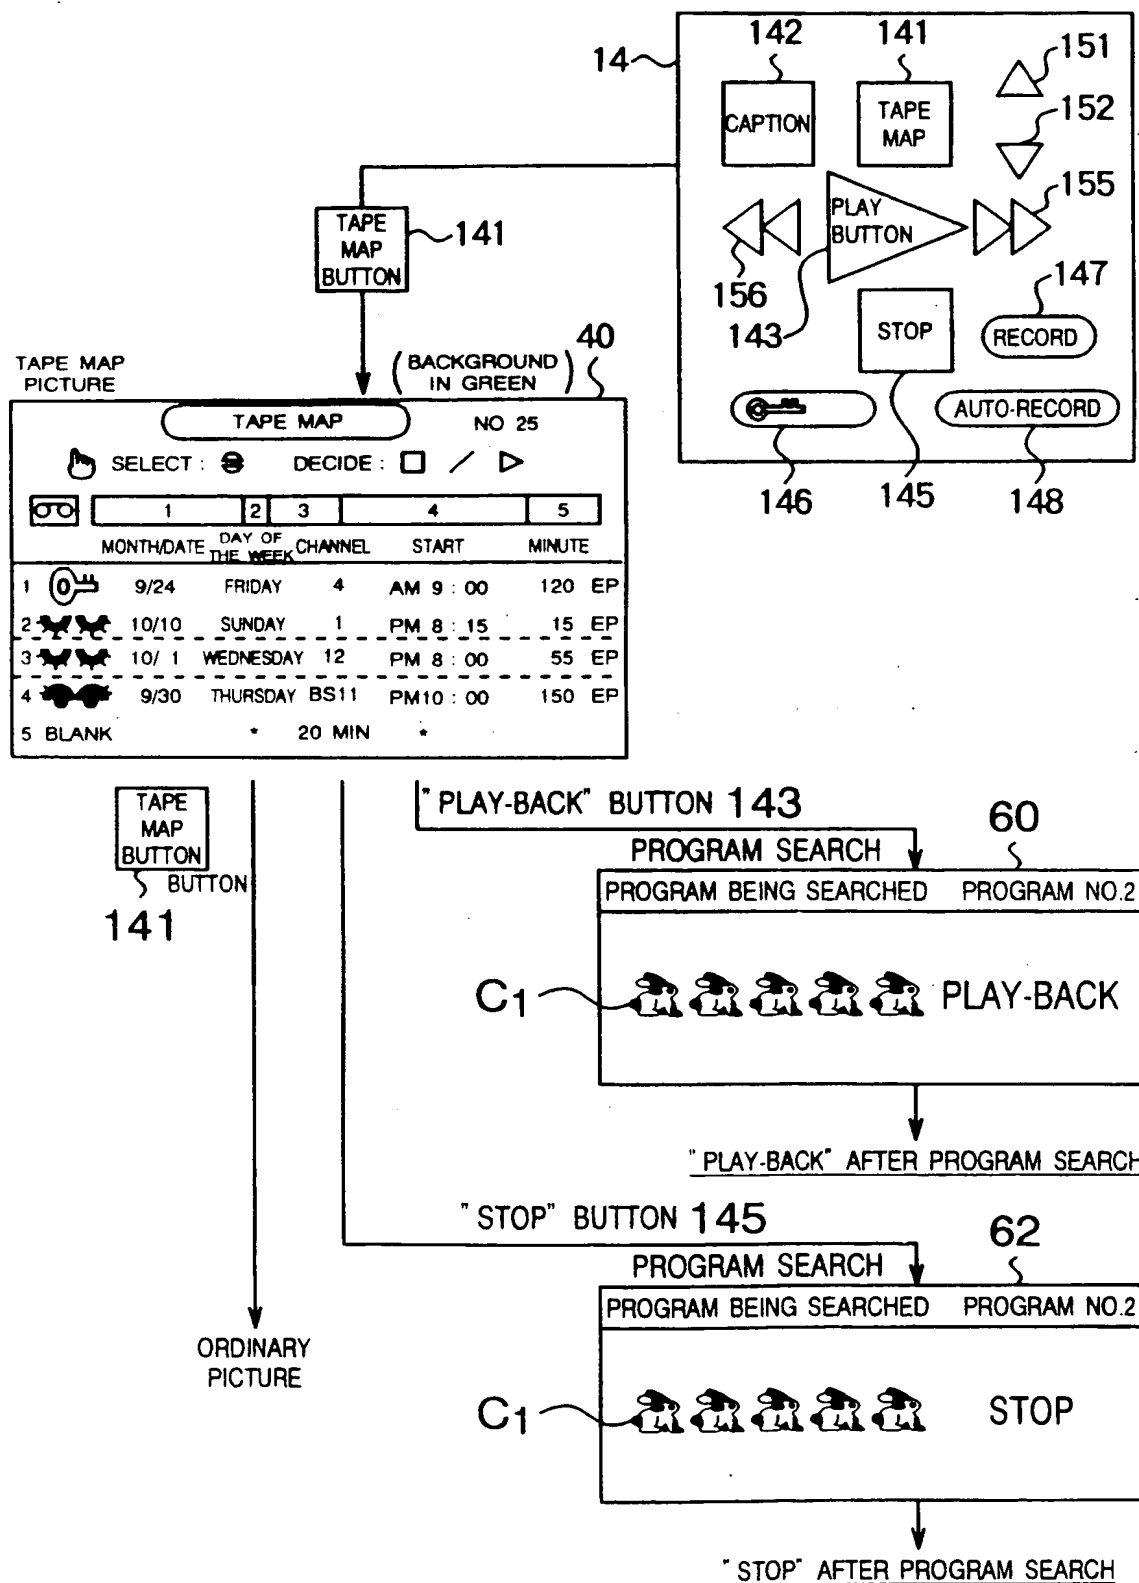 142
141
151
14
CAPTION
TAPE
MAP
152
155
PLAY
BUTTON
156
143
147
STOP
RECORD
AUTO-RECORD
146
145
148
TAPE
MAP
BUTTON
141
TAPE MAP
PICTURE
(BACKGROUND
IN GREEN)
40
TAPE MAP NO 25
SELECT : DECIDE : /
1 2 3 4 5
MONTH/DATE DAY OF
THE WEEK CHANNEL START MINUTE
1 9/24 FRIDAY 4 AM 9 : 00 120 EP
2 10/10 SUNDAY 1 PM 8 : 15 15 EP
3 10/ 1 WEDNESDAY 12 PM 8 : 00 55 EP
4 9/30 THURSDAY BS11 PM10 : 00 150 EP
5 BLANK * 20 MIN *
TAPE
MAP
BUTTON
BUTTON
141
"PLAY-BACK" BUTTON 143
PROGRAM SEARCH
60
PROGRAM BEING SEARCHED PROGRAM NO.2
C1
PLAY-BACK
"PLAY-BACK" AFTER PROGRAM SEARCH
"STOP" BUTTON 145
PROGRAM SEARCH
62
PROGRAM BEING SEARCHED PROGRAM NO.2
C1
STOP
ORDINARY
PICTURE
"STOP" AFTER PROGRAM SEARCH